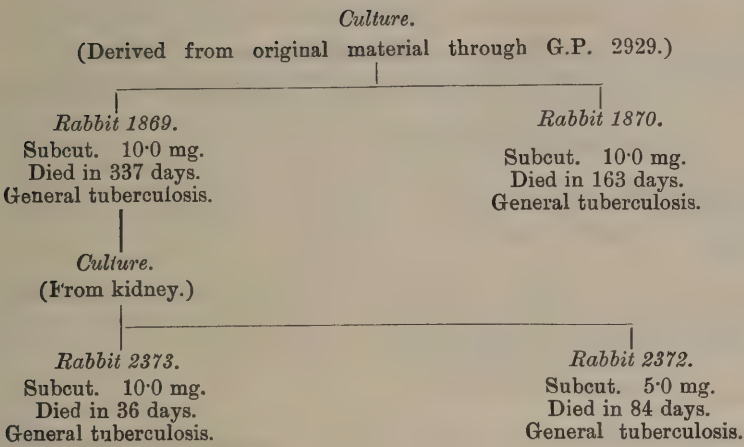 Culture.
(Derived from original material through G.P. 2929.)
Rabbit 1869.
Subcut. 10·0 mg.
Died in 337 days.
General tuberculosis.
Rabbit 1870.
Subcut. 10·0 mg.
Died in 163 days.
General tuberculosis.
Culture.
(From kidney.)
Rabbit 2373.
Subcut. 10·0 mg.
Died in 36 days.
General tuberculosis.
Rabbit 2372.
Subcut. 5·0 mg.
Died in 84 days.
General tuberculosis.